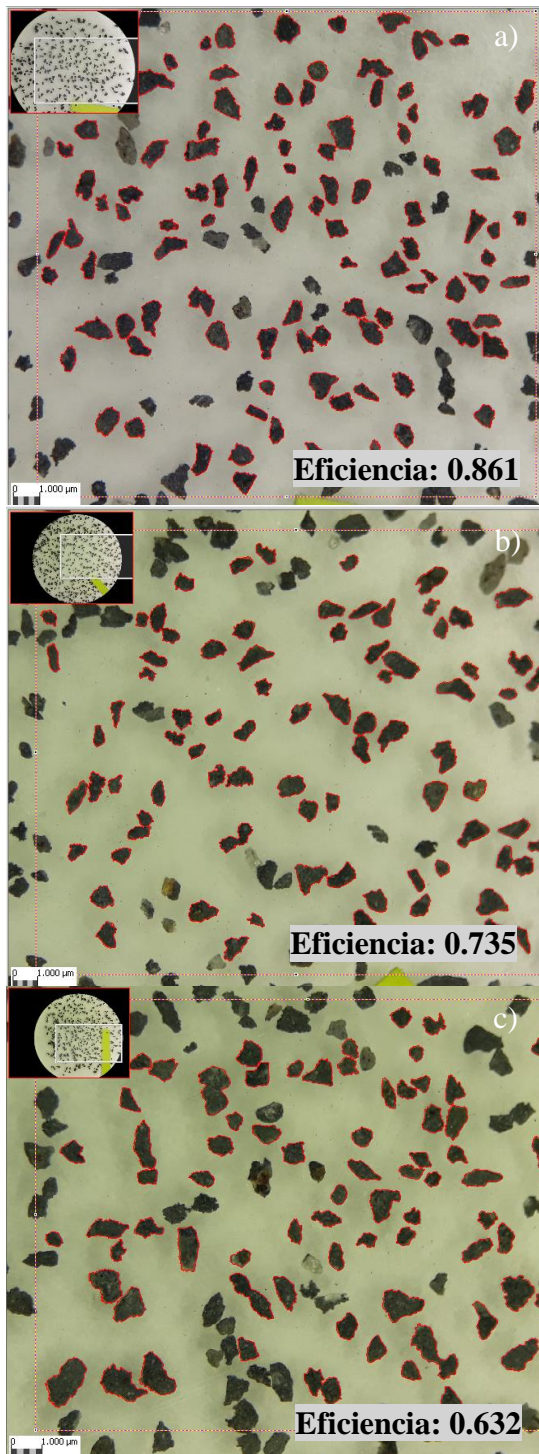 a)
Eficiencia: 0.861
0 1.000 µm
b)
Eficiencia: 0.735
0 1.000 µm
c)
Eficiencia: 0.632
0 1.000 µm